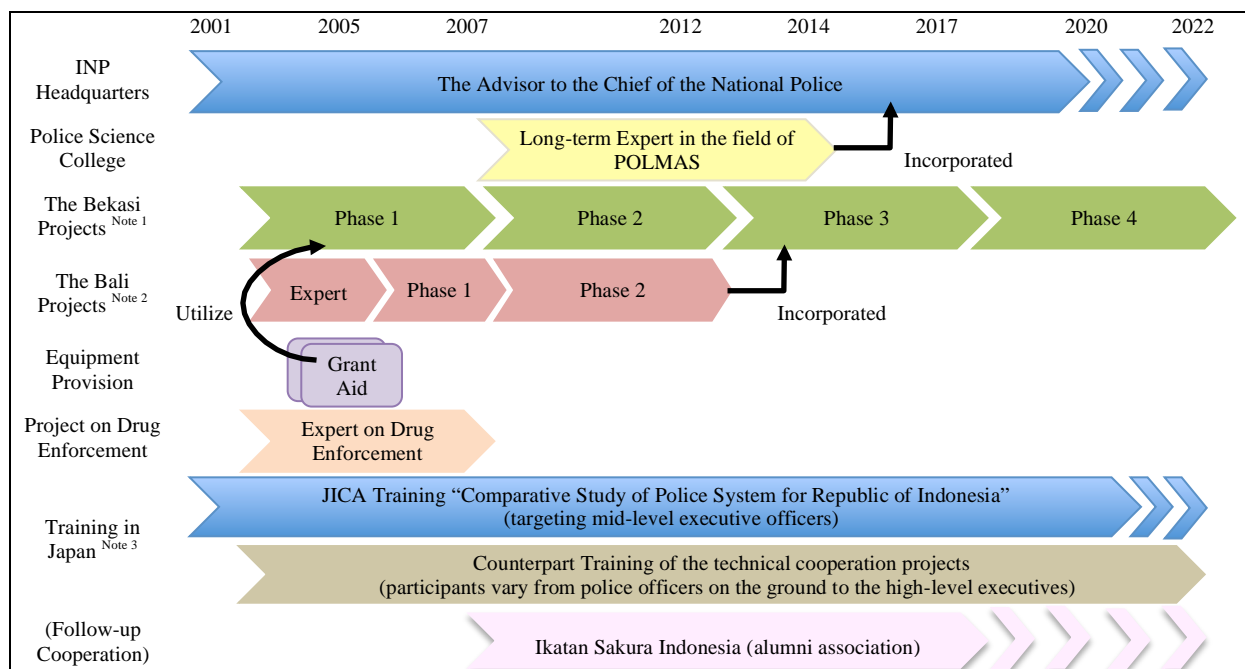 2001 2005 2007 2012 2014 2017 2020 2022
INP
Headquarters
The Advisor to the Chief of the National Police
Police Science
College
Long-term Expert in the field of
POLMAS
Incorporated
The Bekasi
Projects Note 1
Phase 1 Phase 2 Phase 3 Phase 4
The Bali
Projects Note 2
Expert Phase 1 Phase 2
Utilize
Incorporated
Equipment
Provision
Grant
Aid
Project on Drug
Enforcement
Expert on Drug
Enforcement
Training in
Japan Note 3
JICA Training “Comparative Study of Police System for Republic of Indonesia”
(targeting mid-level executive officers)
Counterpart Training of the technical cooperation projects
(participants vary from police officers on the ground to the high-level executives)
(Follow-up
Cooperation)
Ikatan Sakura Indonesia (alumni association)